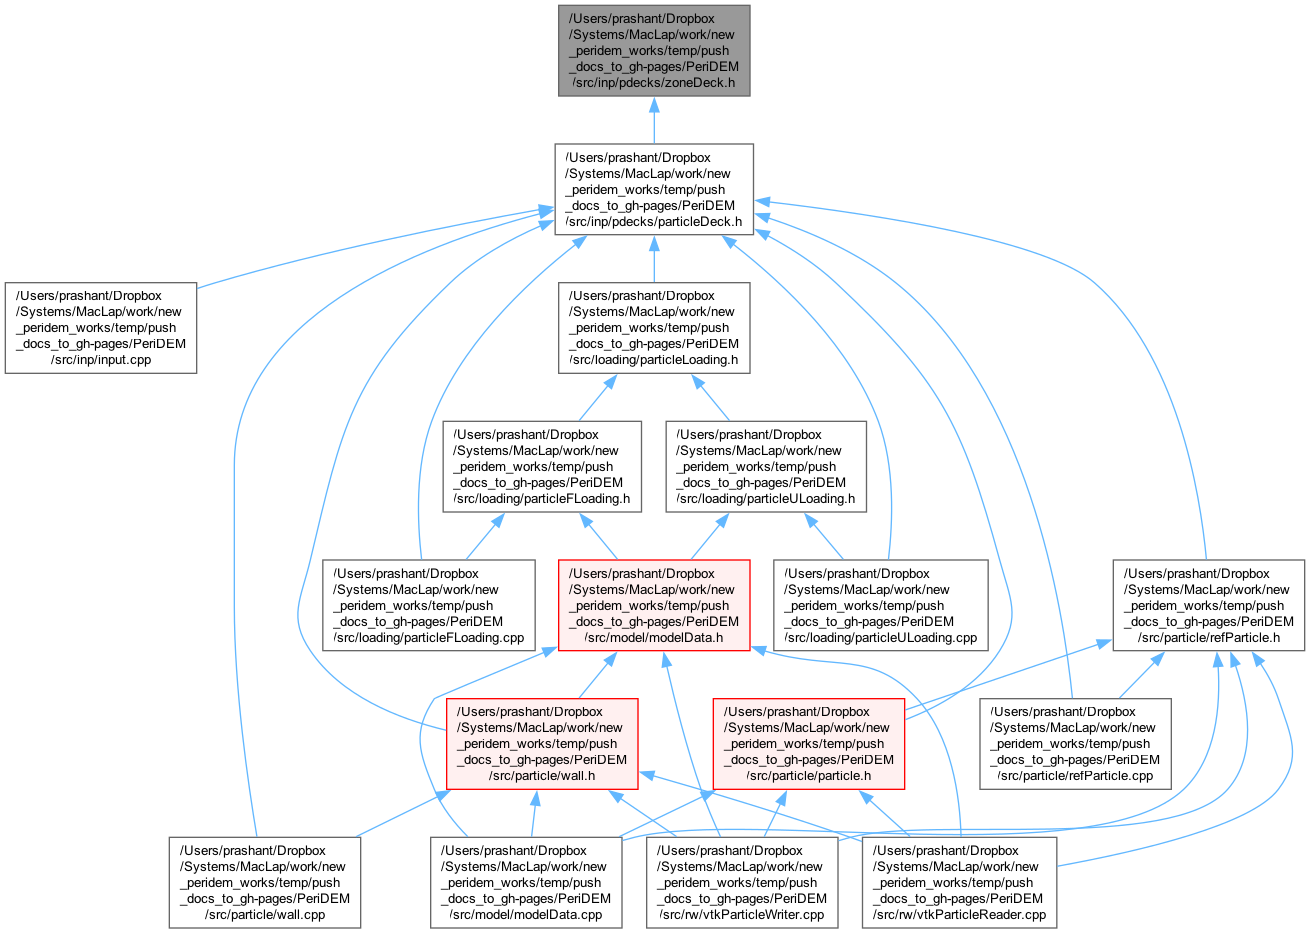 /Users/prashant/Dropbox
/Systems/MacLap/work/new
_peridem_works/temp/push
_docs_to_gh-pages/PeriDEM
/src/inp/pdecks/zoneDeck.h
/Users/prashant/Dropbox
/Systems/MacLap/work/new
_peridem_works/temp/push
_docs_to_gh-pages/PeriDEM
/src/inp/pdecks/particleDeck.h
/Users/prashant/Dropbox
/Systems/MacLap/work/new
_peridem_works/temp/push
_docs_to_gh-pages/PeriDEM
/src/inp/input.cpp
/Users/prashant/Dropbox
/Systems/MacLap/work/new
_peridem_works/temp/push
_docs_to_gh-pages/PeriDEM
/src/loading/particleLoading.h
/Users/prashant/Dropbox
/Systems/MacLap/work/new
_peridem_works/temp/push
_docs_to_gh-pages/PeriDEM
/src/loading/particleFLoading.h
/Users/prashant/Dropbox
/Systems/MacLap/work/new
_peridem_works/temp/push
_docs_to_gh-pages/PeriDEM
/src/loading/particleULoading.h
/Users/prashant/Dropbox
/Systems/MacLap/work/new
_peridem_works/temp/push
_docs_to_gh-pages/PeriDEM
/src/loading/particleFLoading.cpp
/Users/prashant/Dropbox
/Systems/MacLap/work/new
_peridem_works/temp/push
_docs_to_gh-pages/PeriDEM
/src/model/modelData.h
/Users/prashant/Dropbox
/Systems/MacLap/work/new
_peridem_works/temp/push
_docs_to_gh-pages/PeriDEM
/src/loading/particleULoading.cpp
/Users/prashant/Dropbox
/Systems/MacLap/work/new
_peridem_works/temp/push
_docs_to_gh-pages/PeriDEM
/src/particle/refParticle.h
/Users/prashant/Dropbox
/Systems/MacLap/work/new
_peridem_works/temp/push
_docs_to_gh-pages/PeriDEM
/src/particle/wall.h
/Users/prashant/Dropbox
/Systems/MacLap/work/new
_peridem_works/temp/push
_docs_to_gh-pages/PeriDEM
/src/particle/particle.h
/Users/prashant/Dropbox
/Systems/MacLap/work/new
_peridem_works/temp/push
_docs_to_gh-pages/PeriDEM
/src/particle/refParticle.cpp
/Users/prashant/Dropbox
/Systems/MacLap/work/new
_peridem_works/temp/push
_docs_to_gh-pages/PeriDEM
/src/particle/wall.cpp
/Users/prashant/Dropbox
/Systems/MacLap/work/new
_peridem_works/temp/push
_docs_to_gh-pages/PeriDEM
/src/model/modelData.cpp
/Users/prashant/Dropbox
/Systems/MacLap/work/new
_peridem_works/temp/push
_docs_to_gh-pages/PeriDEM
/src/rw/vtkParticleWriter.cpp
/Users/prashant/Dropbox
/Systems/MacLap/work/new
_peridem_works/temp/push
_docs_to_gh-pages/PeriDEM
/src/rw/vtkParticleReader.cpp